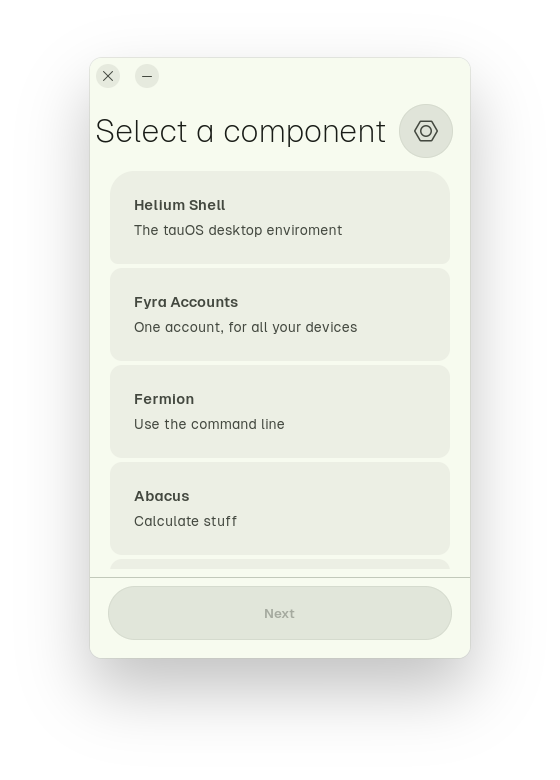 Select a component
Helium Shell
The tauOS desktop enviroment
Fyra Accounts
One account, for all your devices
Fermion
Use the command line
Abacus
Calculate stuff
Next